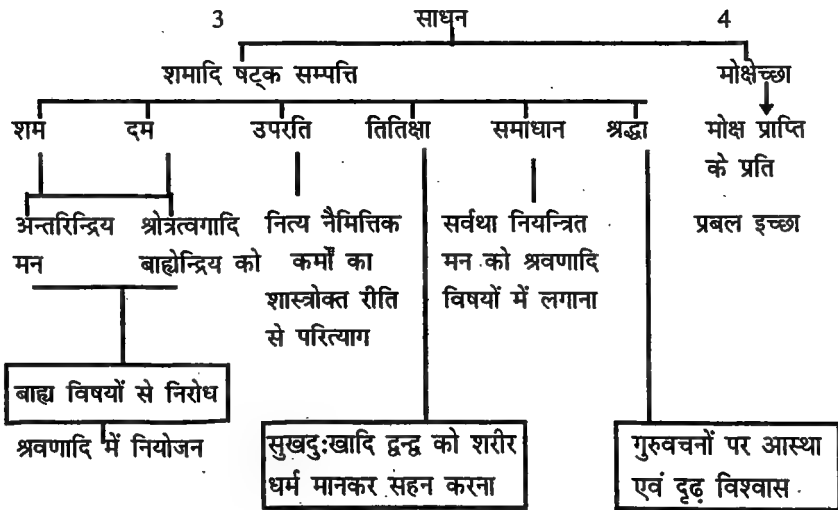 3 साधन 4
शमादि षट्क सम्पत्ति मोक्षेच्छा
शम दम उपरति तितिक्षा समाधान श्रद्धा मोक्ष प्राप्ति
के प्रति
अन्तरिन्द्रिय श्रोत्रत्वगादि नित्य नैमित्तिक सर्वथा नियन्त्रित प्रबल इच्छा
मन बाह्येन्द्रिय को कर्मों का मन को श्रवणादि
शास्त्रोक्त रीति विषयों में लगाना
से परित्याग
बाह्य विषयों से निरोध
श्रवणादि में नियोजन सुखदुःखादि द्वन्द्व को शरीर गुरुवचनों पर आस्था
धर्म मानकर सहन करना एवं दृढ़ विश्वास